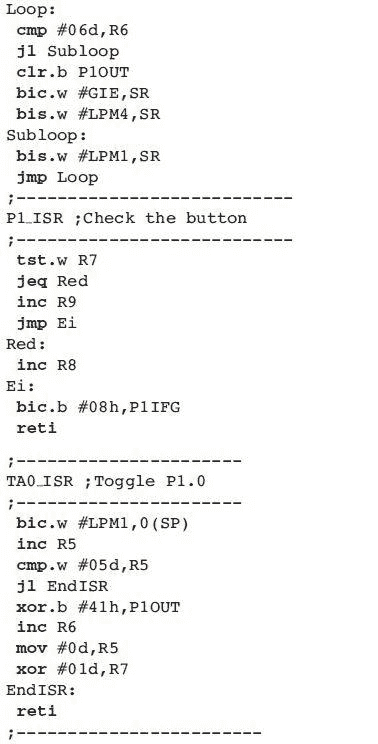 Loop:
cmp #06d,R6
jl Subloop
clr.b P1OUT
bic.w #GIE,SR
bis.w #LPM4,SR
Subloop:
bis.w #LPM1,SR
jmp Loop
;---------------------------
P1_ISR ;Check the button
;---------------------------
tst.w R7
jeq Red
inc R9
jmp Ei
Red:
inc R8
Ei:
bic.b #08h,P1IFG
reti
;----------------------
TA0_ISR ;Toggle P1.0
;----------------------
bic.w #LPM1,0(SP)
inc R5
cmp.w #05d,R5
jl EndISR
xor.b #41h,P1OUT
inc R6
mov #0d,R5
xor #01d,R7
EndISR:
reti
;------------------------